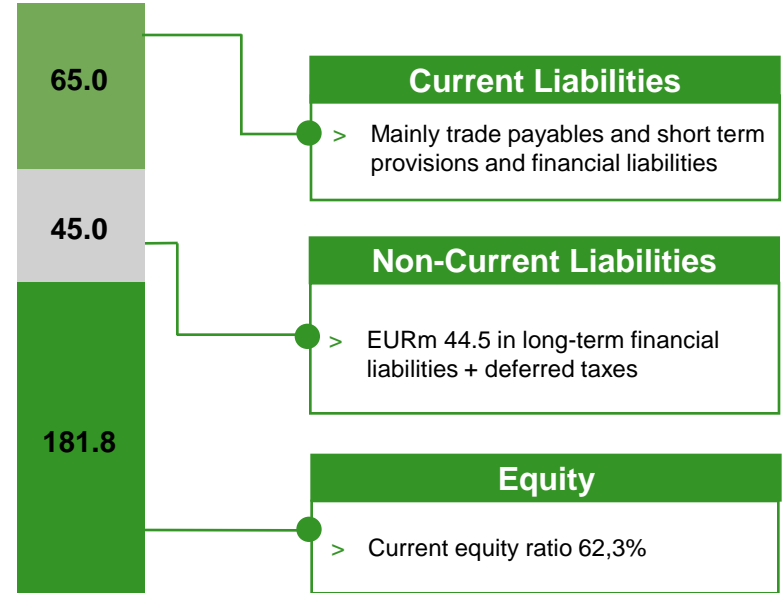 65.0
Current Liabilities
> Mainly trade payables and short term
provisions and financial liabilities
45.0
Non-Current Liabilities
> EURm 44.5 in long-term financial
liabilities + deferred taxes
181.8
Equity
> Current equity ratio 62,3%